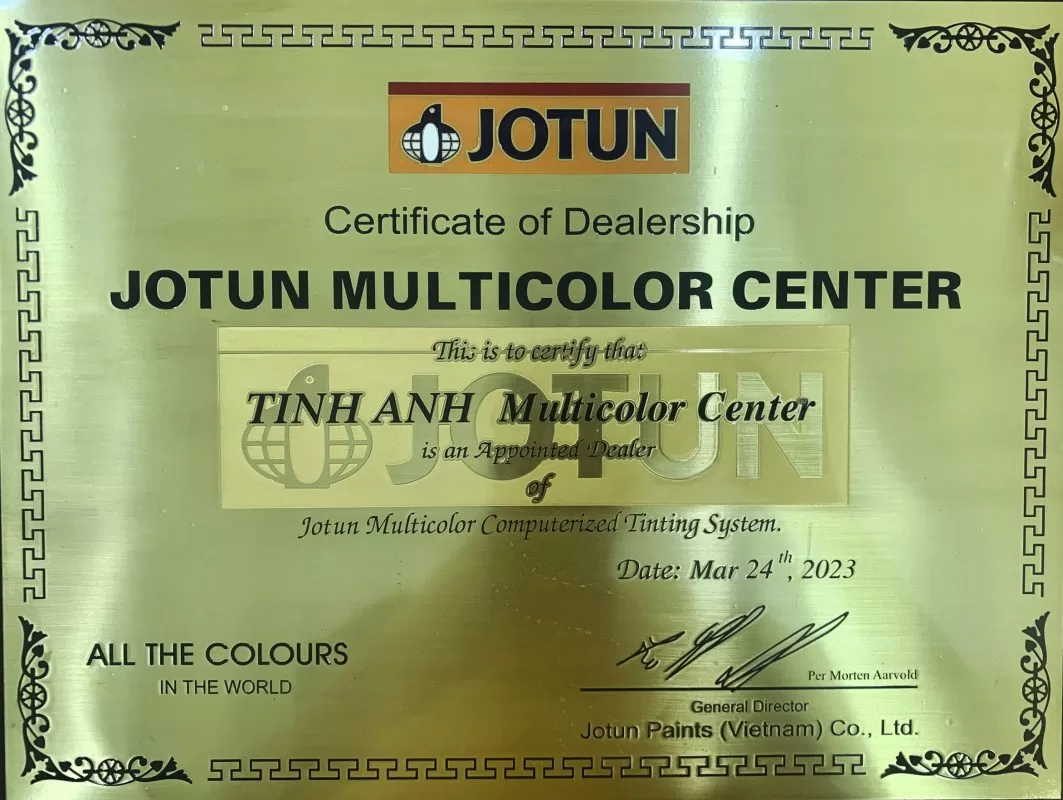 JOTUN
Certificate of Dealership
JOTUN MULTICOLOR CENTER
This is to certify that
TINH ANH Multicolor Center
JOTUN
is an Appointed Dealer
of
Jotun Multicolor Computerized Tinting System.
Date: Mar 24th, 2023
ALL THE COLOURS
IN THE WORLD
Per Morten Aarvold
General Director
Jotun Paints (Vietnam) Co., Ltd.